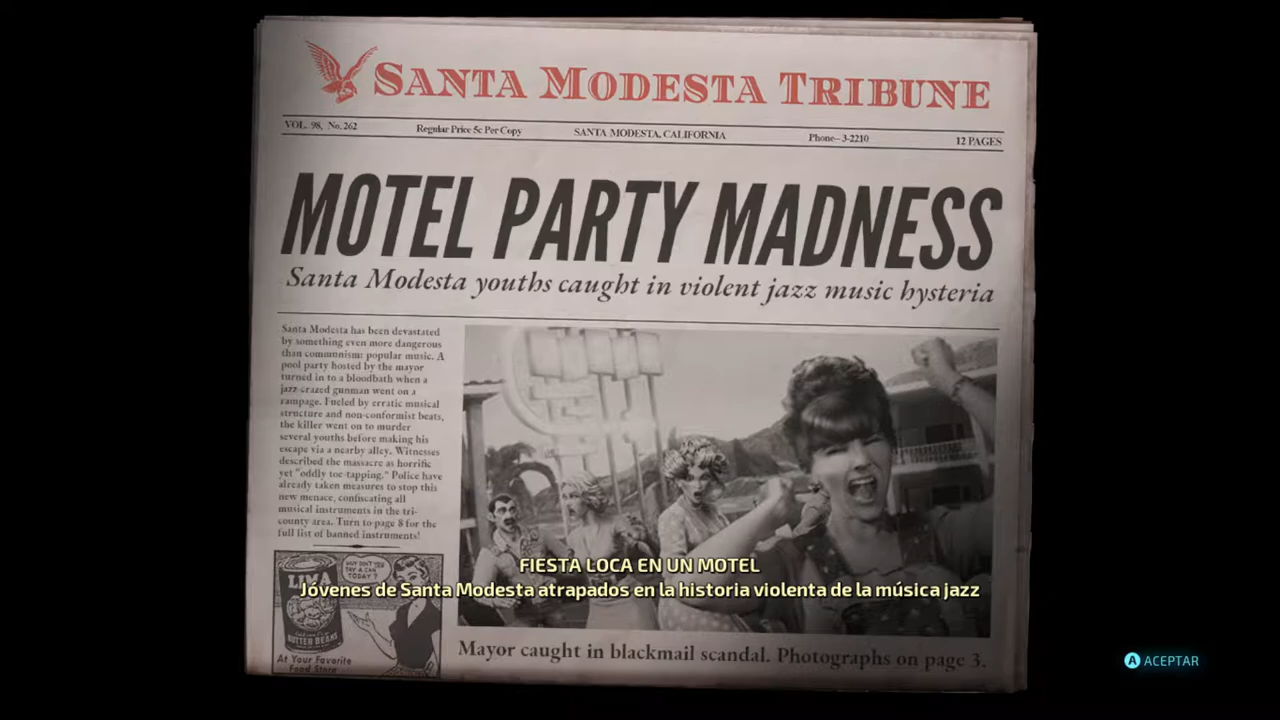 SANTA MODESTA TRIBUNE
VOL. 98, No. 262 Regular Price 5c Per Copy SANTA MODESTA, CALIFORNIA Phone- 3-2210 12 PAGES
MOTEL PARTY MADNESS
Santa Modesta youths caught in violent jazz music hysteria
Santa Modesta has been devastated
by something even more dangerous
than communism: popular music. A
pool party hosted by the mayor
turned in to a bloodbath when a
jazz-crazed gunman went on a
rampage. Fueled by erratic musical
structure and non-conformist beats,
the killer went on to murder
several youths before making his
escape via a nearby alley. Witnesses
described the massacre as horrific
yet "oddly toe-tapping." Police have
already taken measures to stop this
new menace, confiscating all
musical instruments in the tri-
county area. Turn to page 8 for the
full list of banned instruments!
LIMA
BUTTER BEANS
WHY DON'T YOU
TRY A CAN
TODAY?
At Your Favorite
Food Store
FIESTA LOCA EN UN MOTEL
Jóvenes de Santa Modesta atrapados en la historia violenta de la música jazz
Mayor caught in blackmail scandal. Photographs on page 3.
A ACEPTAR